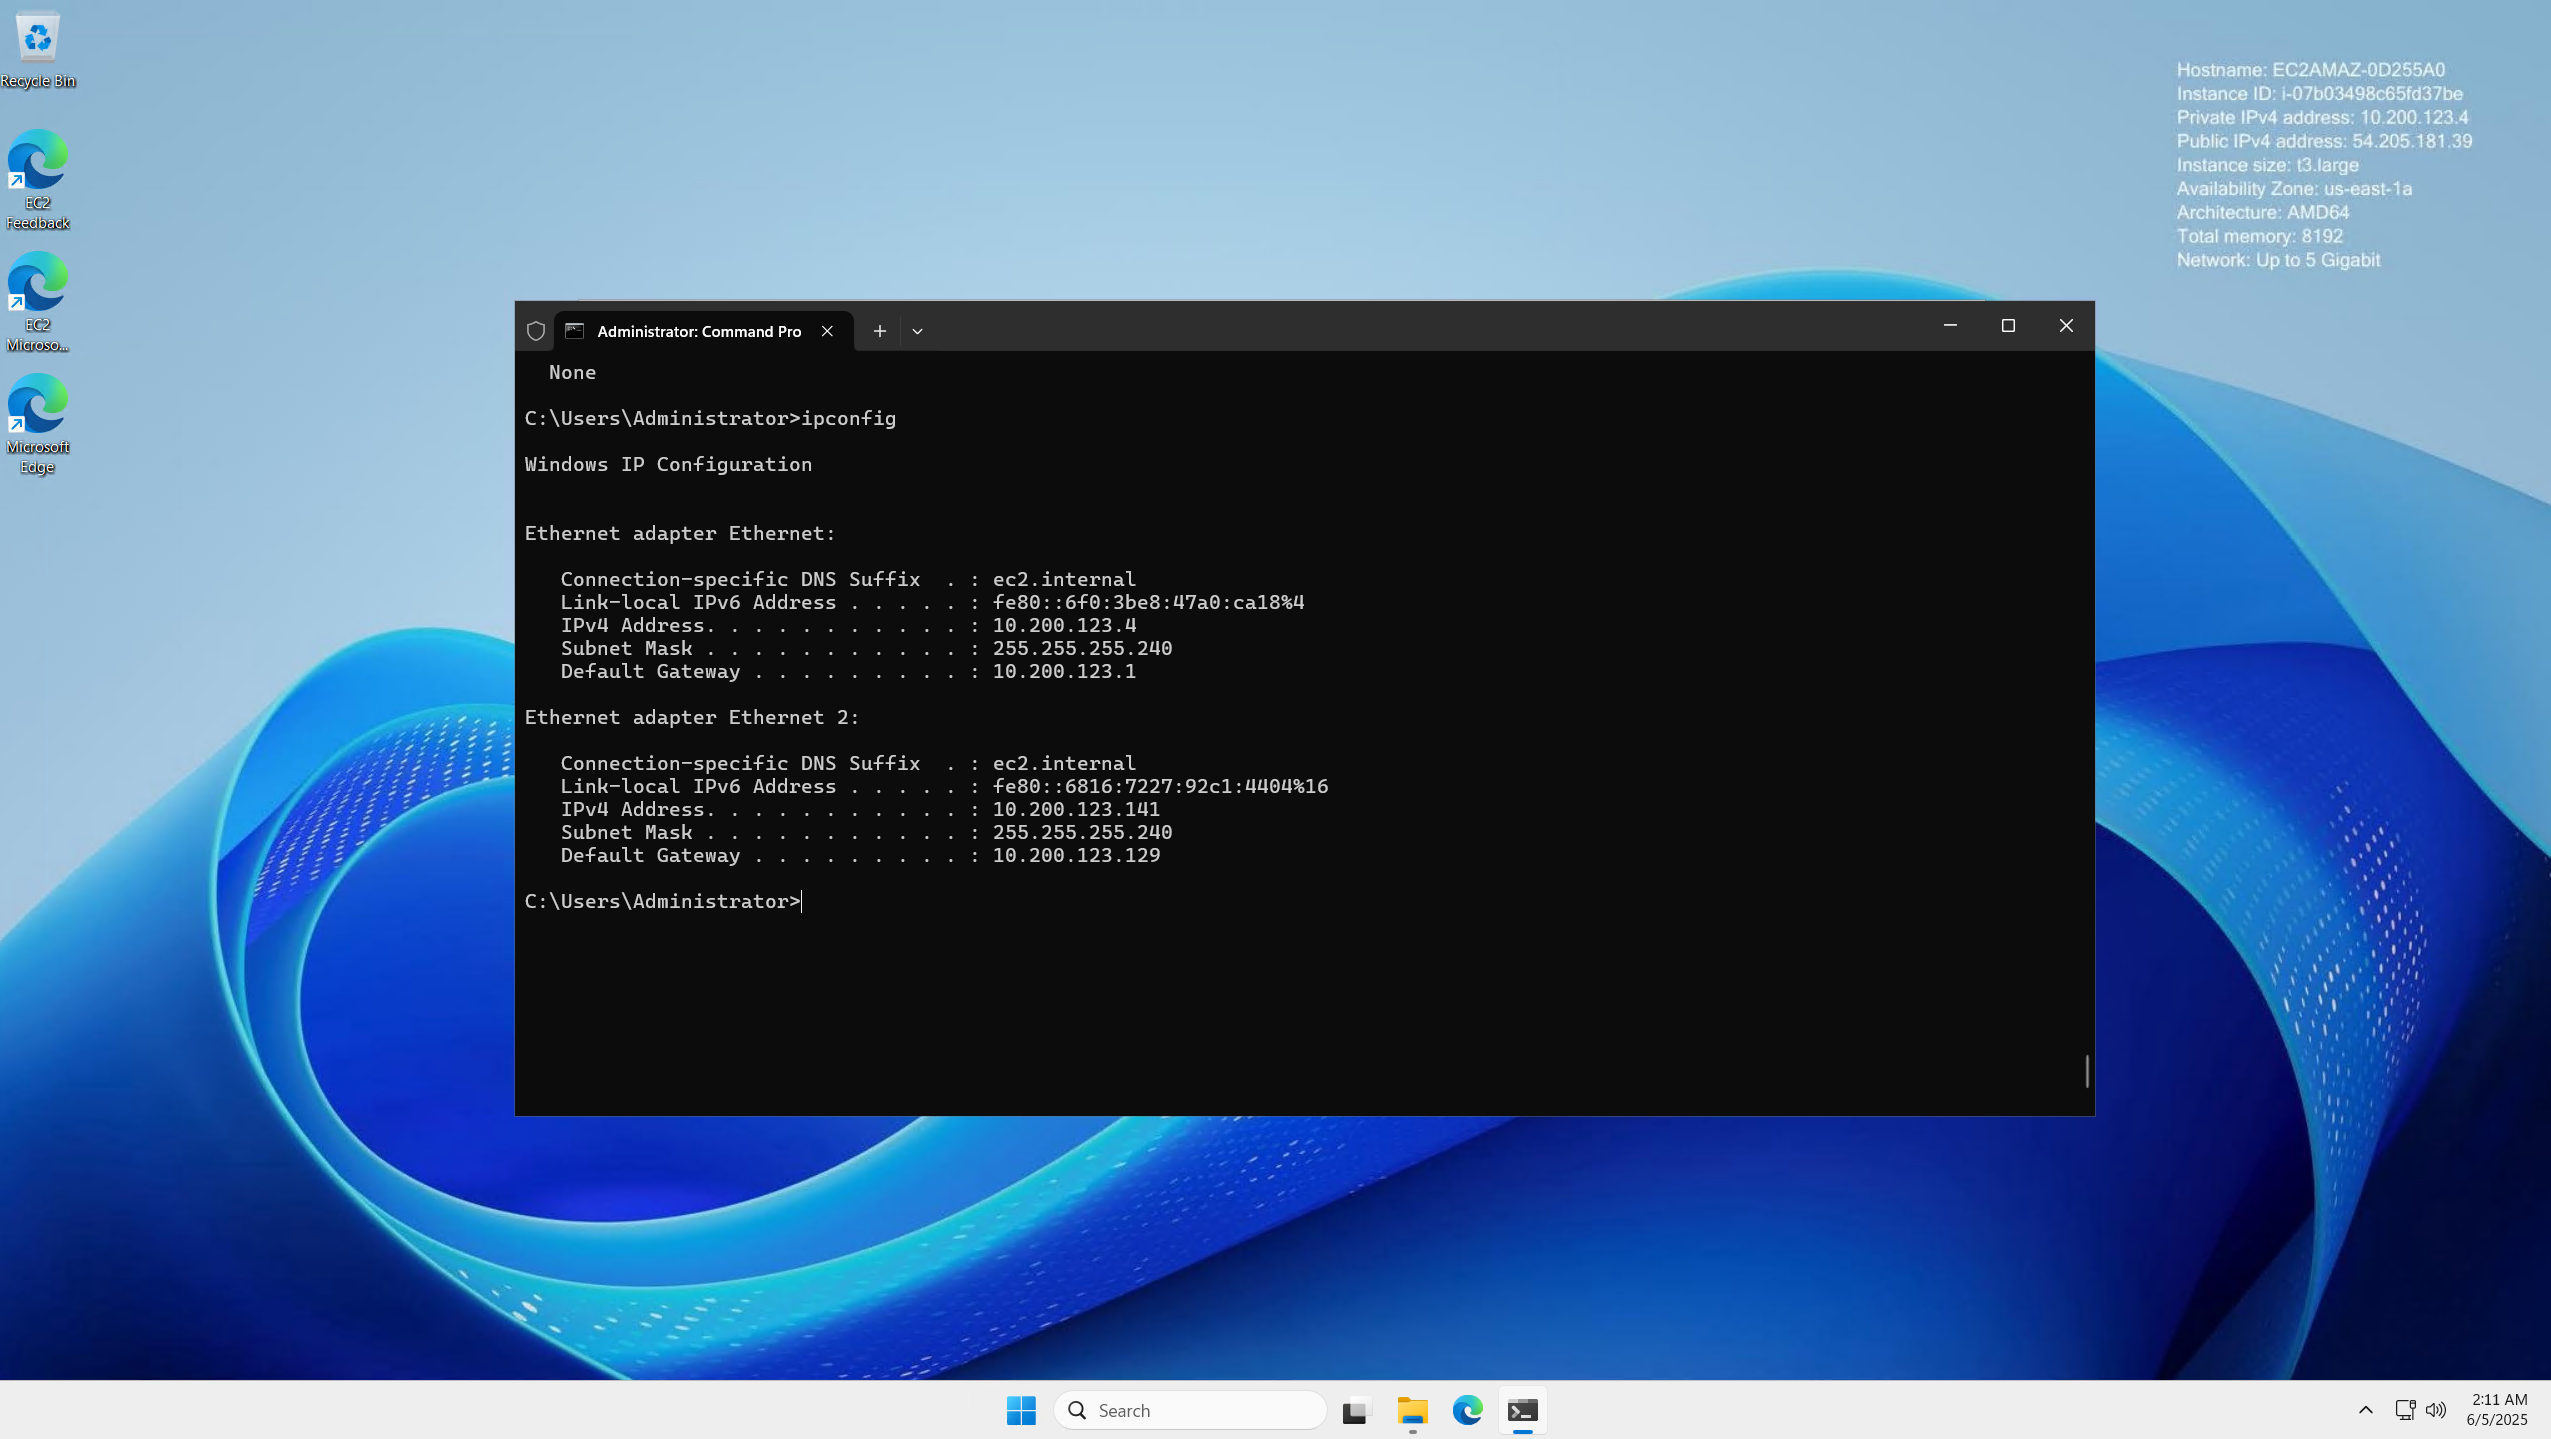 Recycle Bin
EC2
Feedback
EC2
Microso...
Microsoft
Edge
Hostname: EC2AMAZ-0D255A0
Instance ID: i-07b03498c65fd37be
Private IPv4 address: 10.200.123.4
Public IPv4 address: 54.205.181.39
Instance size: t3.large
Availability Zone: us-east-1a
Architecture: AMD64
Total memory: 8192
Network: Up to 5 Gigabit
Administrator: Command Pro
None
C:\Users\Administrator>ipconfig
Windows IP Configuration
Ethernet adapter Ethernet:
Connection-specific DNS Suffix  . : ec2.internal
Link-local IPv6 Address . . . . . : fe80::6f0:3be8:47a0:ca18%4
IPv4 Address. . . . . . . . . . . : 10.200.123.4
Subnet Mask . . . . . . . . . . . : 255.255.255.240
Default Gateway . . . . . . . . . : 10.200.123.1
Ethernet adapter Ethernet 2:
Connection-specific DNS Suffix  . : ec2.internal
Link-local IPv6 Address . . . . . : fe80::6816:7227:92c1:4404%16
IPv4 Address. . . . . . . . . . . : 10.200.123.141
Subnet Mask . . . . . . . . . . . : 255.255.255.240
Default Gateway . . . . . . . . . : 10.200.123.129
C:\Users\Administrator>
Search
2:11 AM
6/5/2025